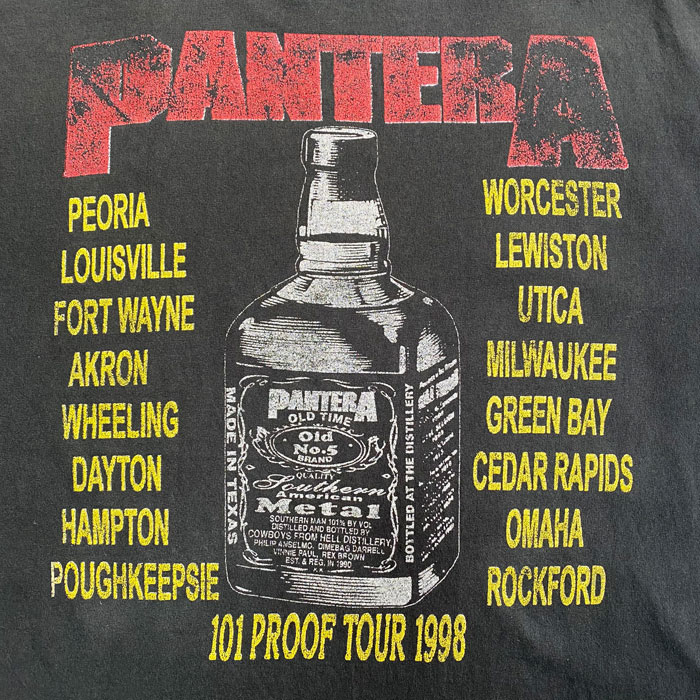 PANTERA
PEORIA
LOUISVILLE
FORT WAYNE
AKRON
WHEELING
DAYTON
HAMPTON
POUGHKEEPSIE
MADE IN TEXAS
PANTERA
OLD TIME
Old
No.5
BRAND
QUALITY
Southern
American
Metal
SOUTHERN MAN 101% BY VOL
DISTILLED AND BOTTLED BY
COWBOYS FROM HELL DISTILLERY,
PHILIP ANSELMO, DIMEBAG DARRELL
VINNIE PAUL, REX BROWN
EST. & REG. IN 1990
BOTTLED AT THE DISTILLERY
WORCESTER
LEWISTON
UTICA
MILWAUKEE
GREEN BAY
CEDAR RAPIDS
OMAHA
ROCKFORD
101 PROOF TOUR 1998